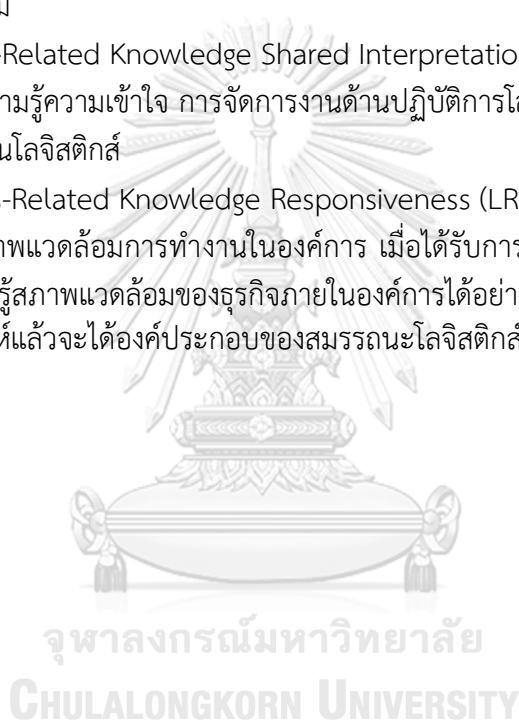 -Related Knowledge Shared Interpretatio
ามรู้ความเข้าใจ การจัดการงานด้านปฏิบัติการโล
นโลจิสติกส์
-Related Knowledge Responsiveness (LR
าพแวดล้อมการทำงานในองค์การ เมื่อได้รับการ
รู้สภาพแวดล้อมของธุรกิจภายในองค์การได้อย่า
ห์แล้วจะได้องค์ประกอบของสมรรถนะโลจิสติกส์
จุฬาลงกรณ์มหาวิทยาลัย
CHULALONGKORN UNIVERSITY